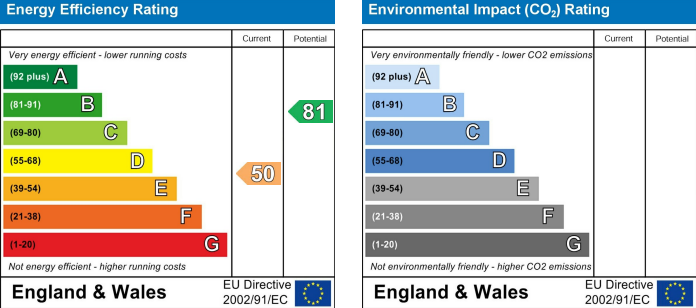 Energy Efficiency Rating
Current Potential
Very energy efficient - lower running costs
(92 plus) A
(81-91) B
(69-80) C
(55-68) D
(39-54) E
(21-38) F
(1-20) G
50
81
Not energy efficient - higher running costs
England & Wales
EU Directive
2002/91/EC
Environmental Impact (CO₂) Rating
Current Potential
Very environmentally friendly - lower CO2 emissions
(92 plus) A
(81-91) B
(69-80) C
(55-68) D
(39-54) E
(21-38) F
(1-20) G
Not environmentally friendly - higher CO2 emissions
England & Wales
EU Directive
2002/91/EC